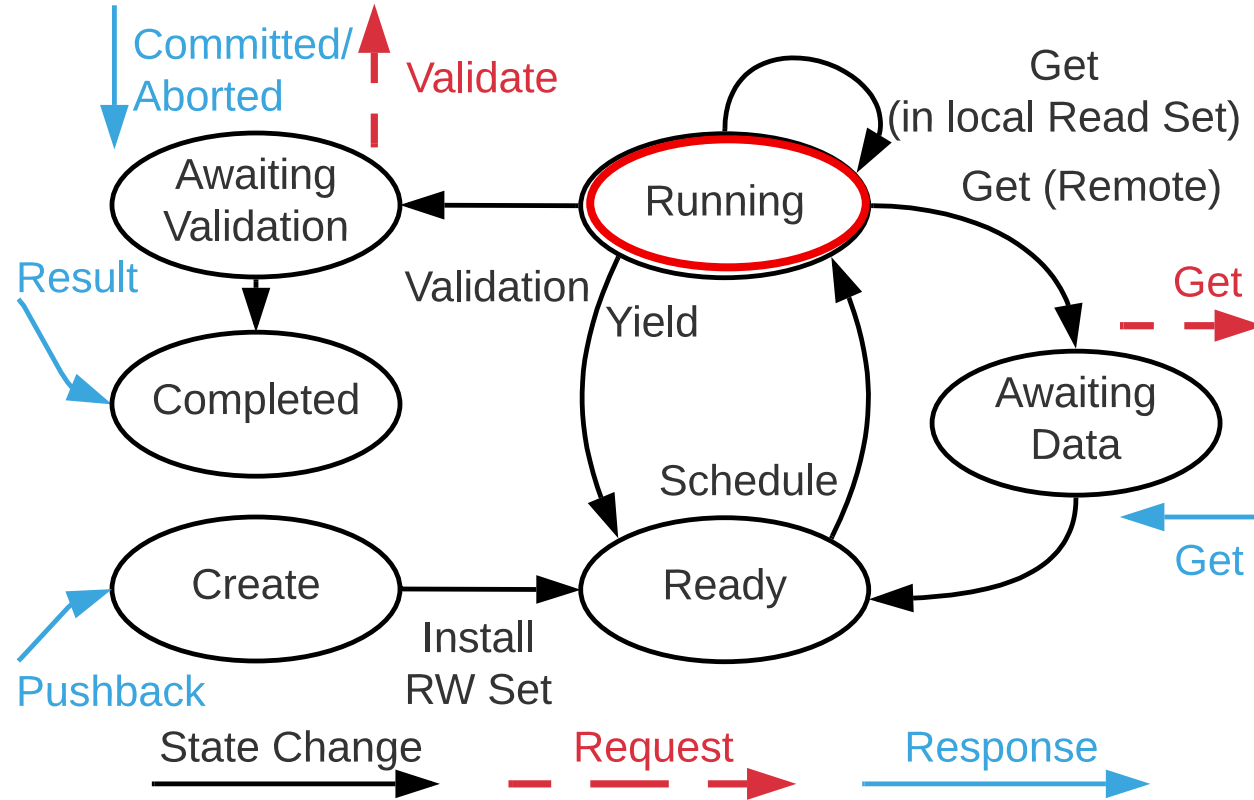 Committed/
Aborted
Validate
Get
(in local Read Set)
Awaiting
Validation
Running
Get (Remote)
Result
Validation
Yield
Get
Completed
Awaiting
Data
Schedule
Create
Ready
Get
Install
RW Set
Pushback
State Change
Request
Response